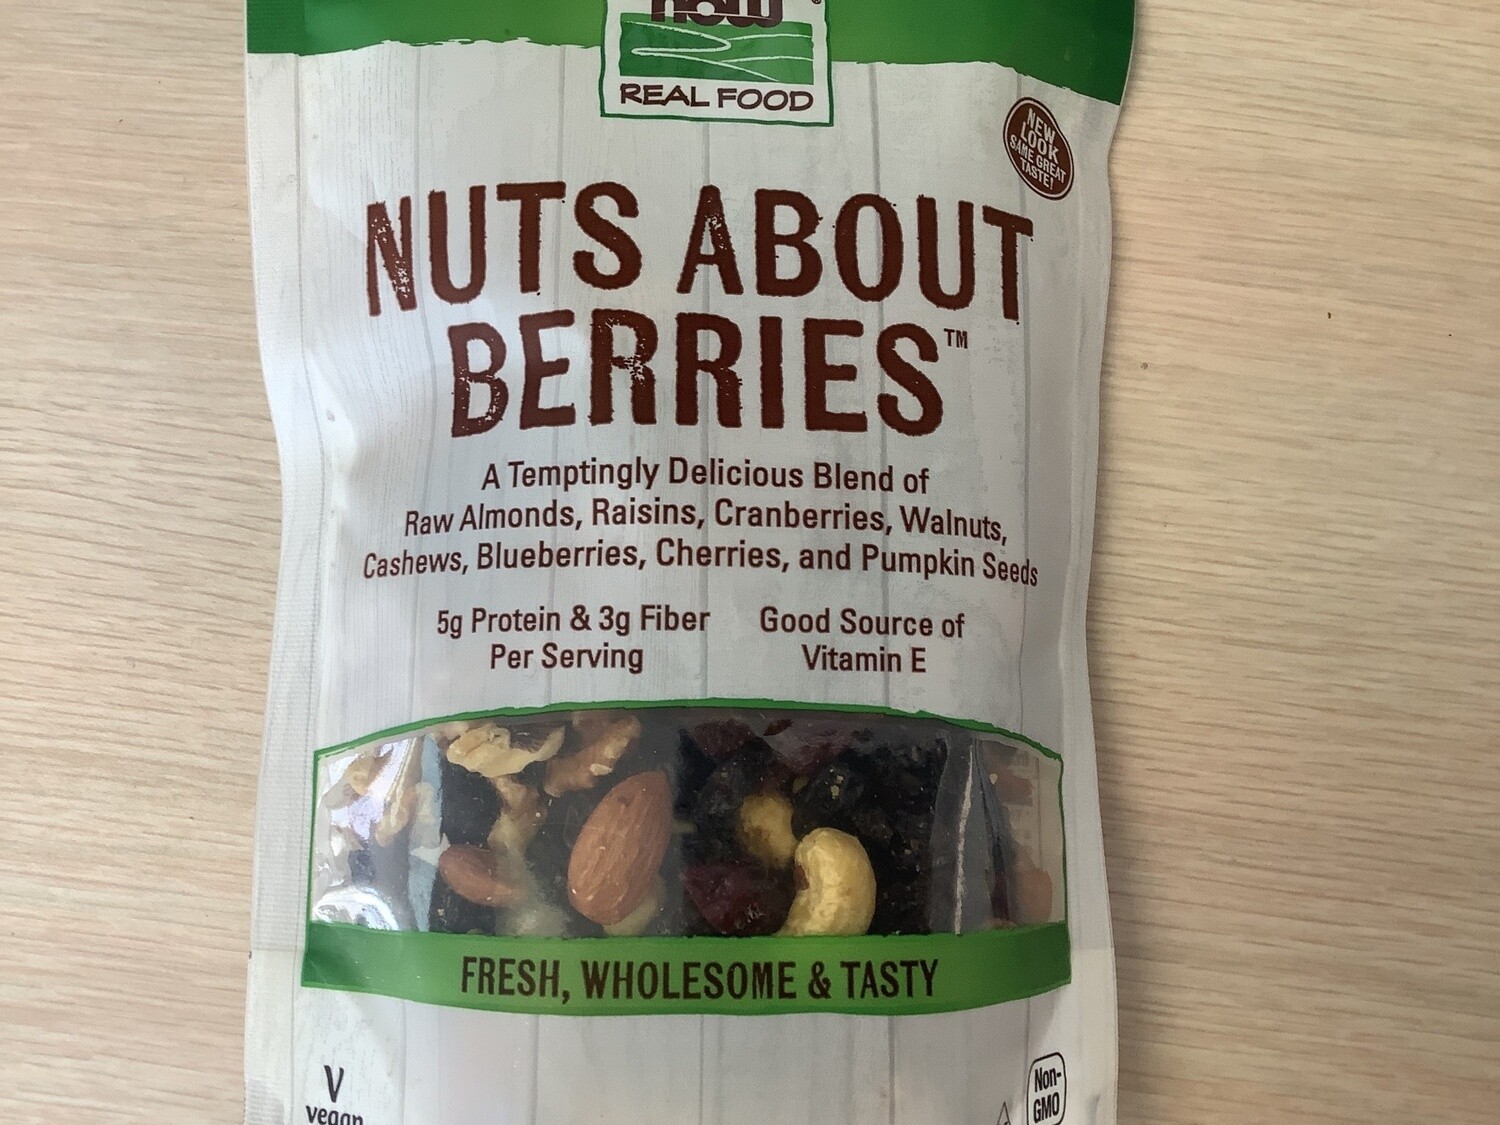 now
®
REAL FOOD
NEW
LOOK
SAME GREAT
TASTE!
NUTS ABOUT
BERRIES™
A Temptingly Delicious Blend of
Raw Almonds, Raisins, Cranberries, Walnuts,
Cashews, Blueberries, Cherries, and Pumpkin Seeds
5g Protein & 3g Fiber
Per Serving
Good Source of
Vitamin E
FRESH, WHOLESOME & TASTY
V
vegan
Non-
GMO